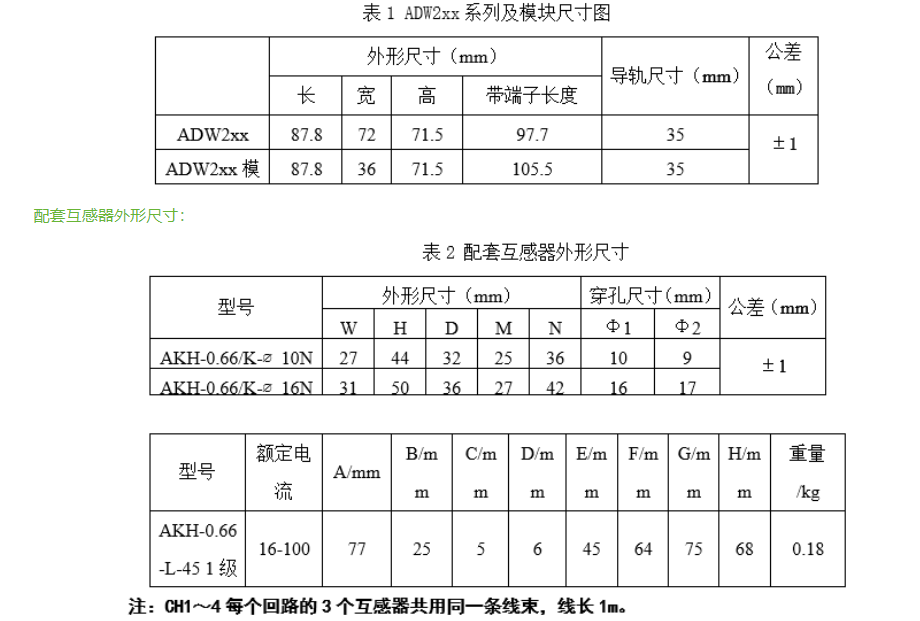 表 1 ADW2xx 系列及模块尺寸图
外形尺寸（mm） 导轨尺寸（mm） 公差（mm）
长 宽 高 带端子长度
ADW2xx 87.8 72 71.5 97.7 35 ±1
ADW2xx 模 87.8 36 71.5 105.5 35
配套互感器外形尺寸:
表 2 配套互感器外形尺寸
型号 外形尺寸（mm） 穿孔尺寸（mm） 公差（mm）
W H D M N Φ1 Φ2
AKH-0.66/K-⌀ 10N 27 44 32 25 36 10 9 ±1
AKH-0.66/K-⌀ 16N 31 50 36 27 42 16 17
型号 额定电流 A/mm B/mm C/mm D/mm E/mm F/mm G/mm H/mm 重量/kg
AKH-0.66-L-45 1 级 16-100 77 25 5 6 45 64 75 68 0.18
注：CH1～4 每个回路的 3 个互感器共用同一条线束，线长 1m。